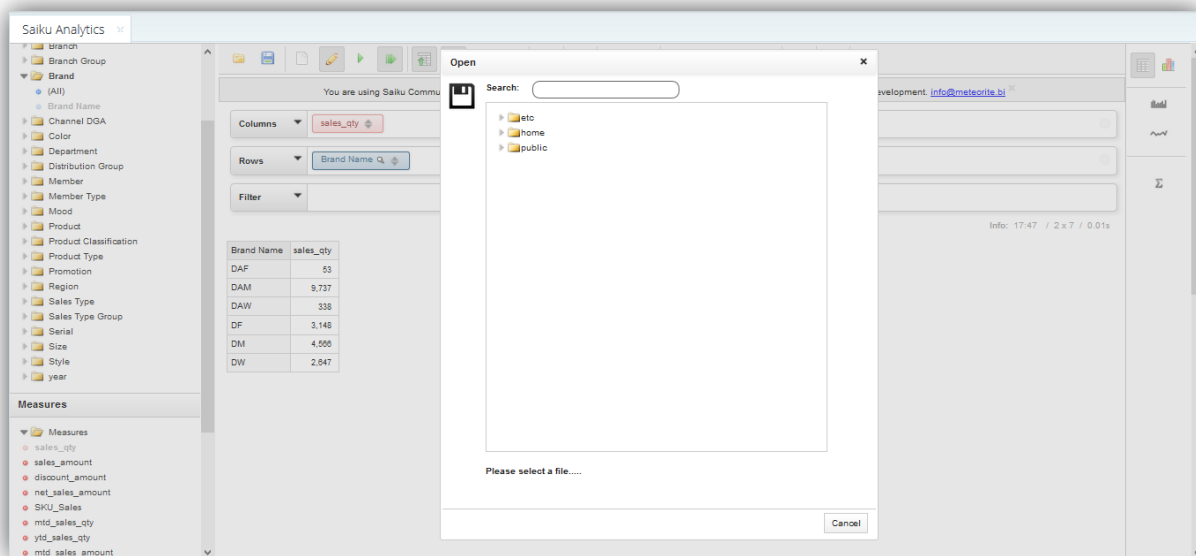 Saiku Analytics
Branch
Branch Group
Brand
(All)
Brand Name
Channel DGA
Color
Department
Distribution Group
Member
Member Type
Mood
Product
Product Classification
Product Type
Promotion
Region
Sales Type
Sales Type Group
Serial
Size
Style
year
Measures
Measures
sales_qty
sales_amount
discount_amount
net_sales_amount
SKU_Sales
mtd_sales_qty
ytd_sales_qty
mtd_sales_amount
You are using Saiku Commu
evelopment. info@meteorite.bi
Columns sales_qty
Rows Brand Name
Filter
Info: 17:47 / 2 x 7 / 0.01s
Brand Name sales_qty
DAF 53
DAM 9,737
DAW 338
DF 3,148
DM 4,566
DW 2,647
Open
Search:
etc
home
public
Please select a file.....
Cancel
Σ